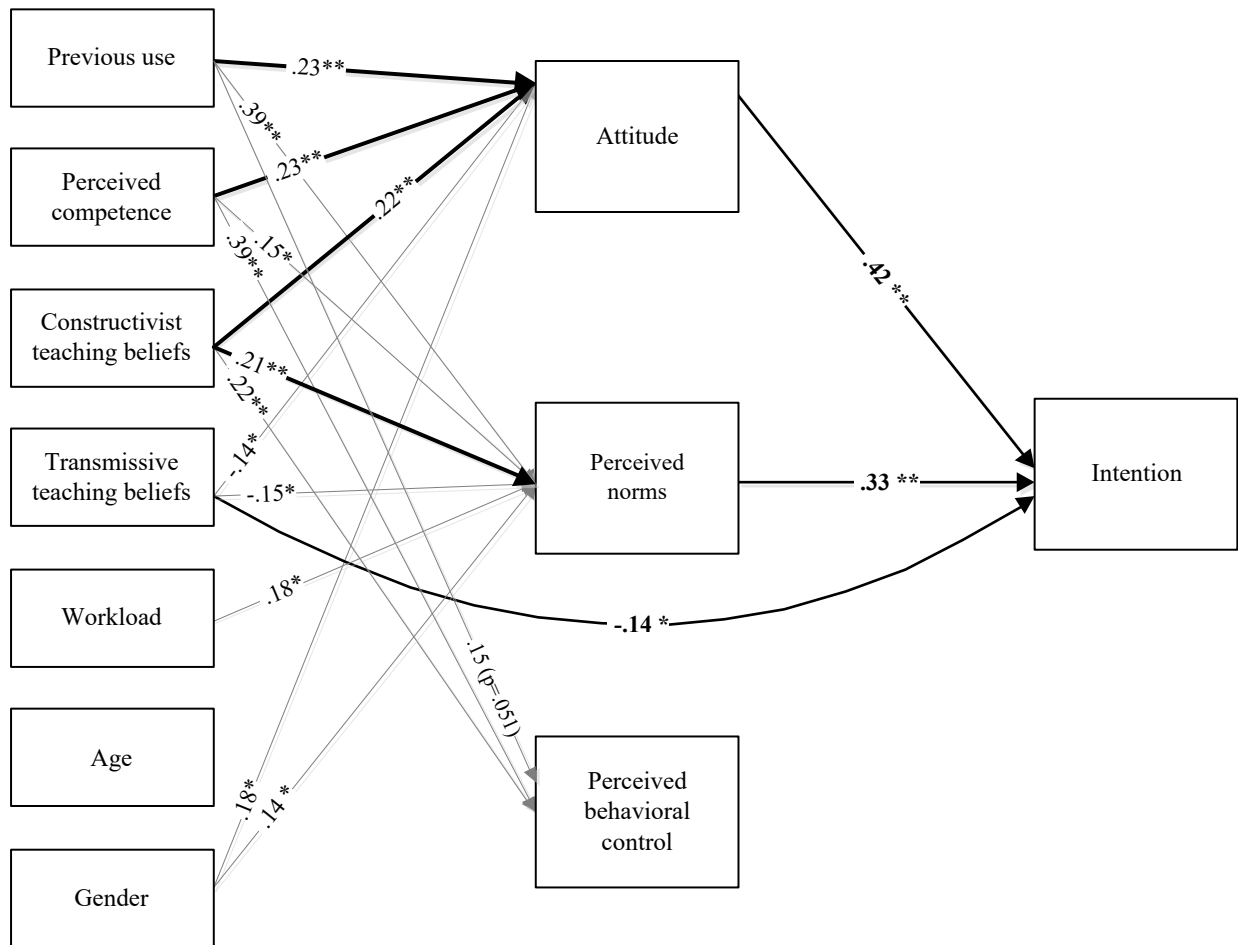 Previous use
Perceived
competence
Constructivist
teaching beliefs
Transmissive
teaching beliefs
Workload
Age
Gender
.23**
.39**
.23**
.15*
.39**
.22**
.21**
.22**
-.14*
-.15*
.18*
.15 (p=.051)
.18*
.14 *
Attitude
Perceived
norms
Perceived
behavioral
control
.42 **
.33 **
-.14 *
Intention